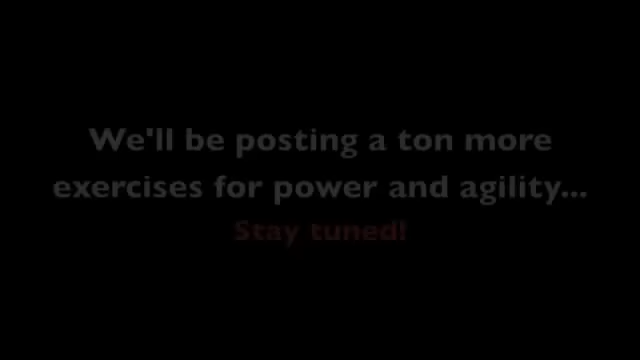 We'll be posting a ton more
exercises for power and agility...
Stay tuned!